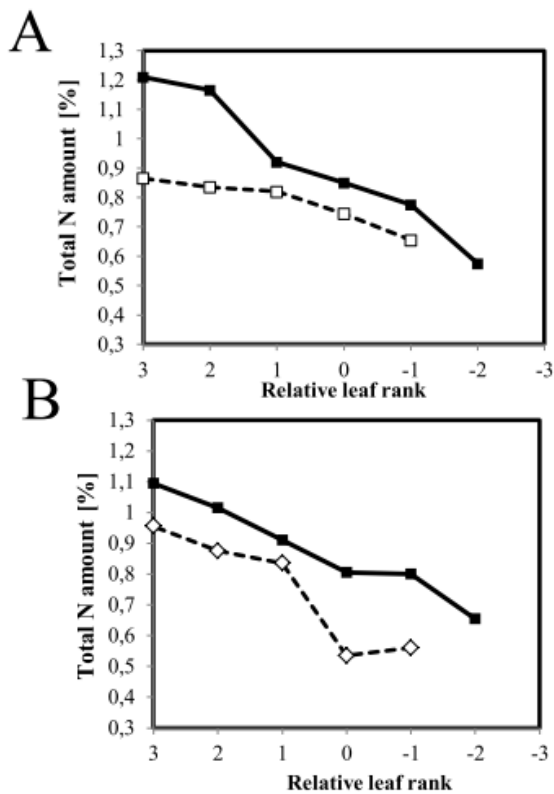 A
Total N amount [%]
1,3
1,2
1,1
1
0,9
0,8
0,7
0,6
0,5
0,4
0,3
3 2 1 0 -1 -2 -3
Relative leaf rank
B
Total N amount [%]
1,3
1,2
1,1
1
0,9
0,8
0,7
0,6
0,5
0,4
0,3
3 2 1 0 -1 -2 -3
Relative leaf rank